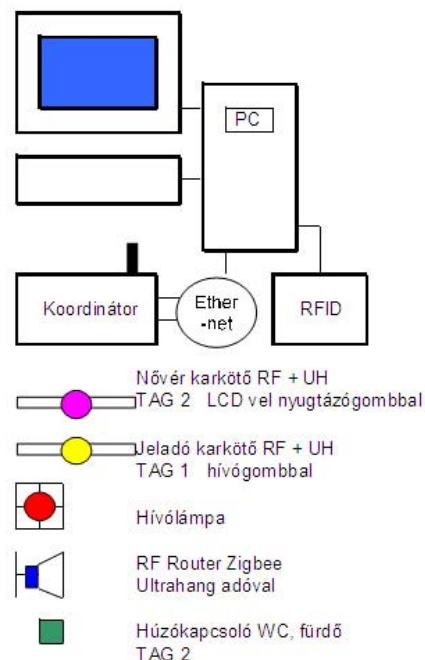 PC
Koordinátor
Ether
-net
RFID
Nővér karkötő RF + UH
TAG 2 LCD vel nyugtázógombbal
Jeladó karkötő RF + UH
TAG 1 hívógombbal
Hívólámpa
RF Router Zigbee
Ultrahang adóval
Húzókapcsoló WC, fürdő
TAG 2